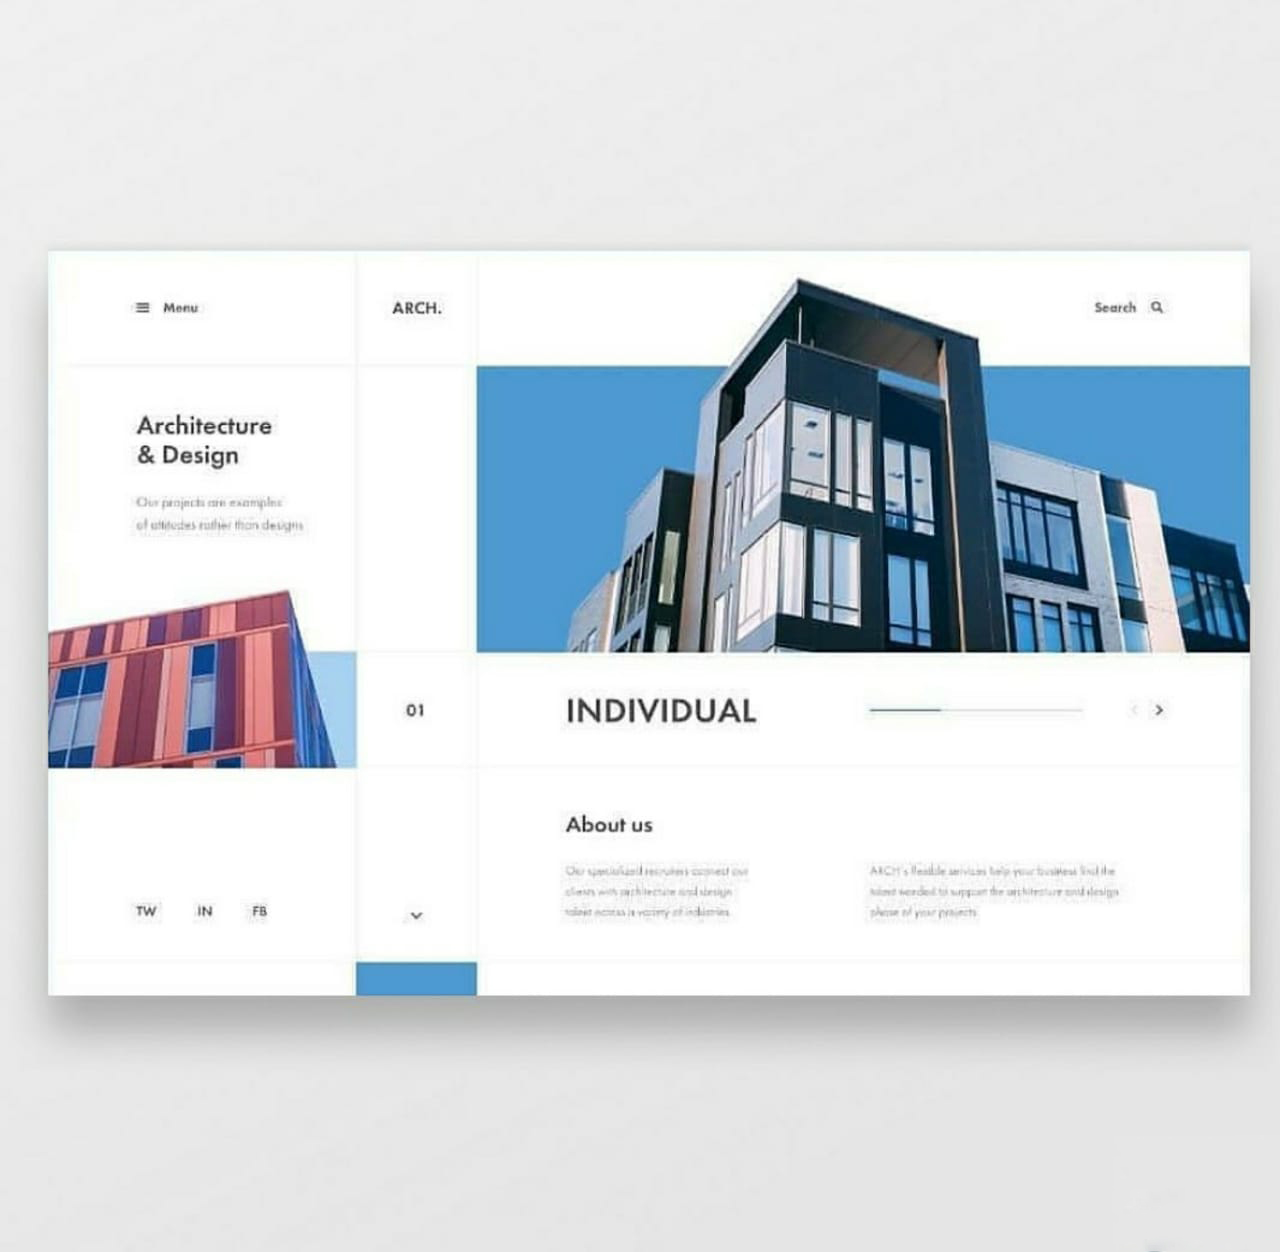 Menu
ARCH.
Search
Architecture
& Design
Our projects are examples
of attitudes rather than designs
01
INDIVIDUAL
About us
Our specialized recruiters connect our
clients with architecture and design
talent across a variety of industries.
ARCH's flexible services help your business find the
talent needed to support the architecture and design
phase of your projects.
TW IN FB